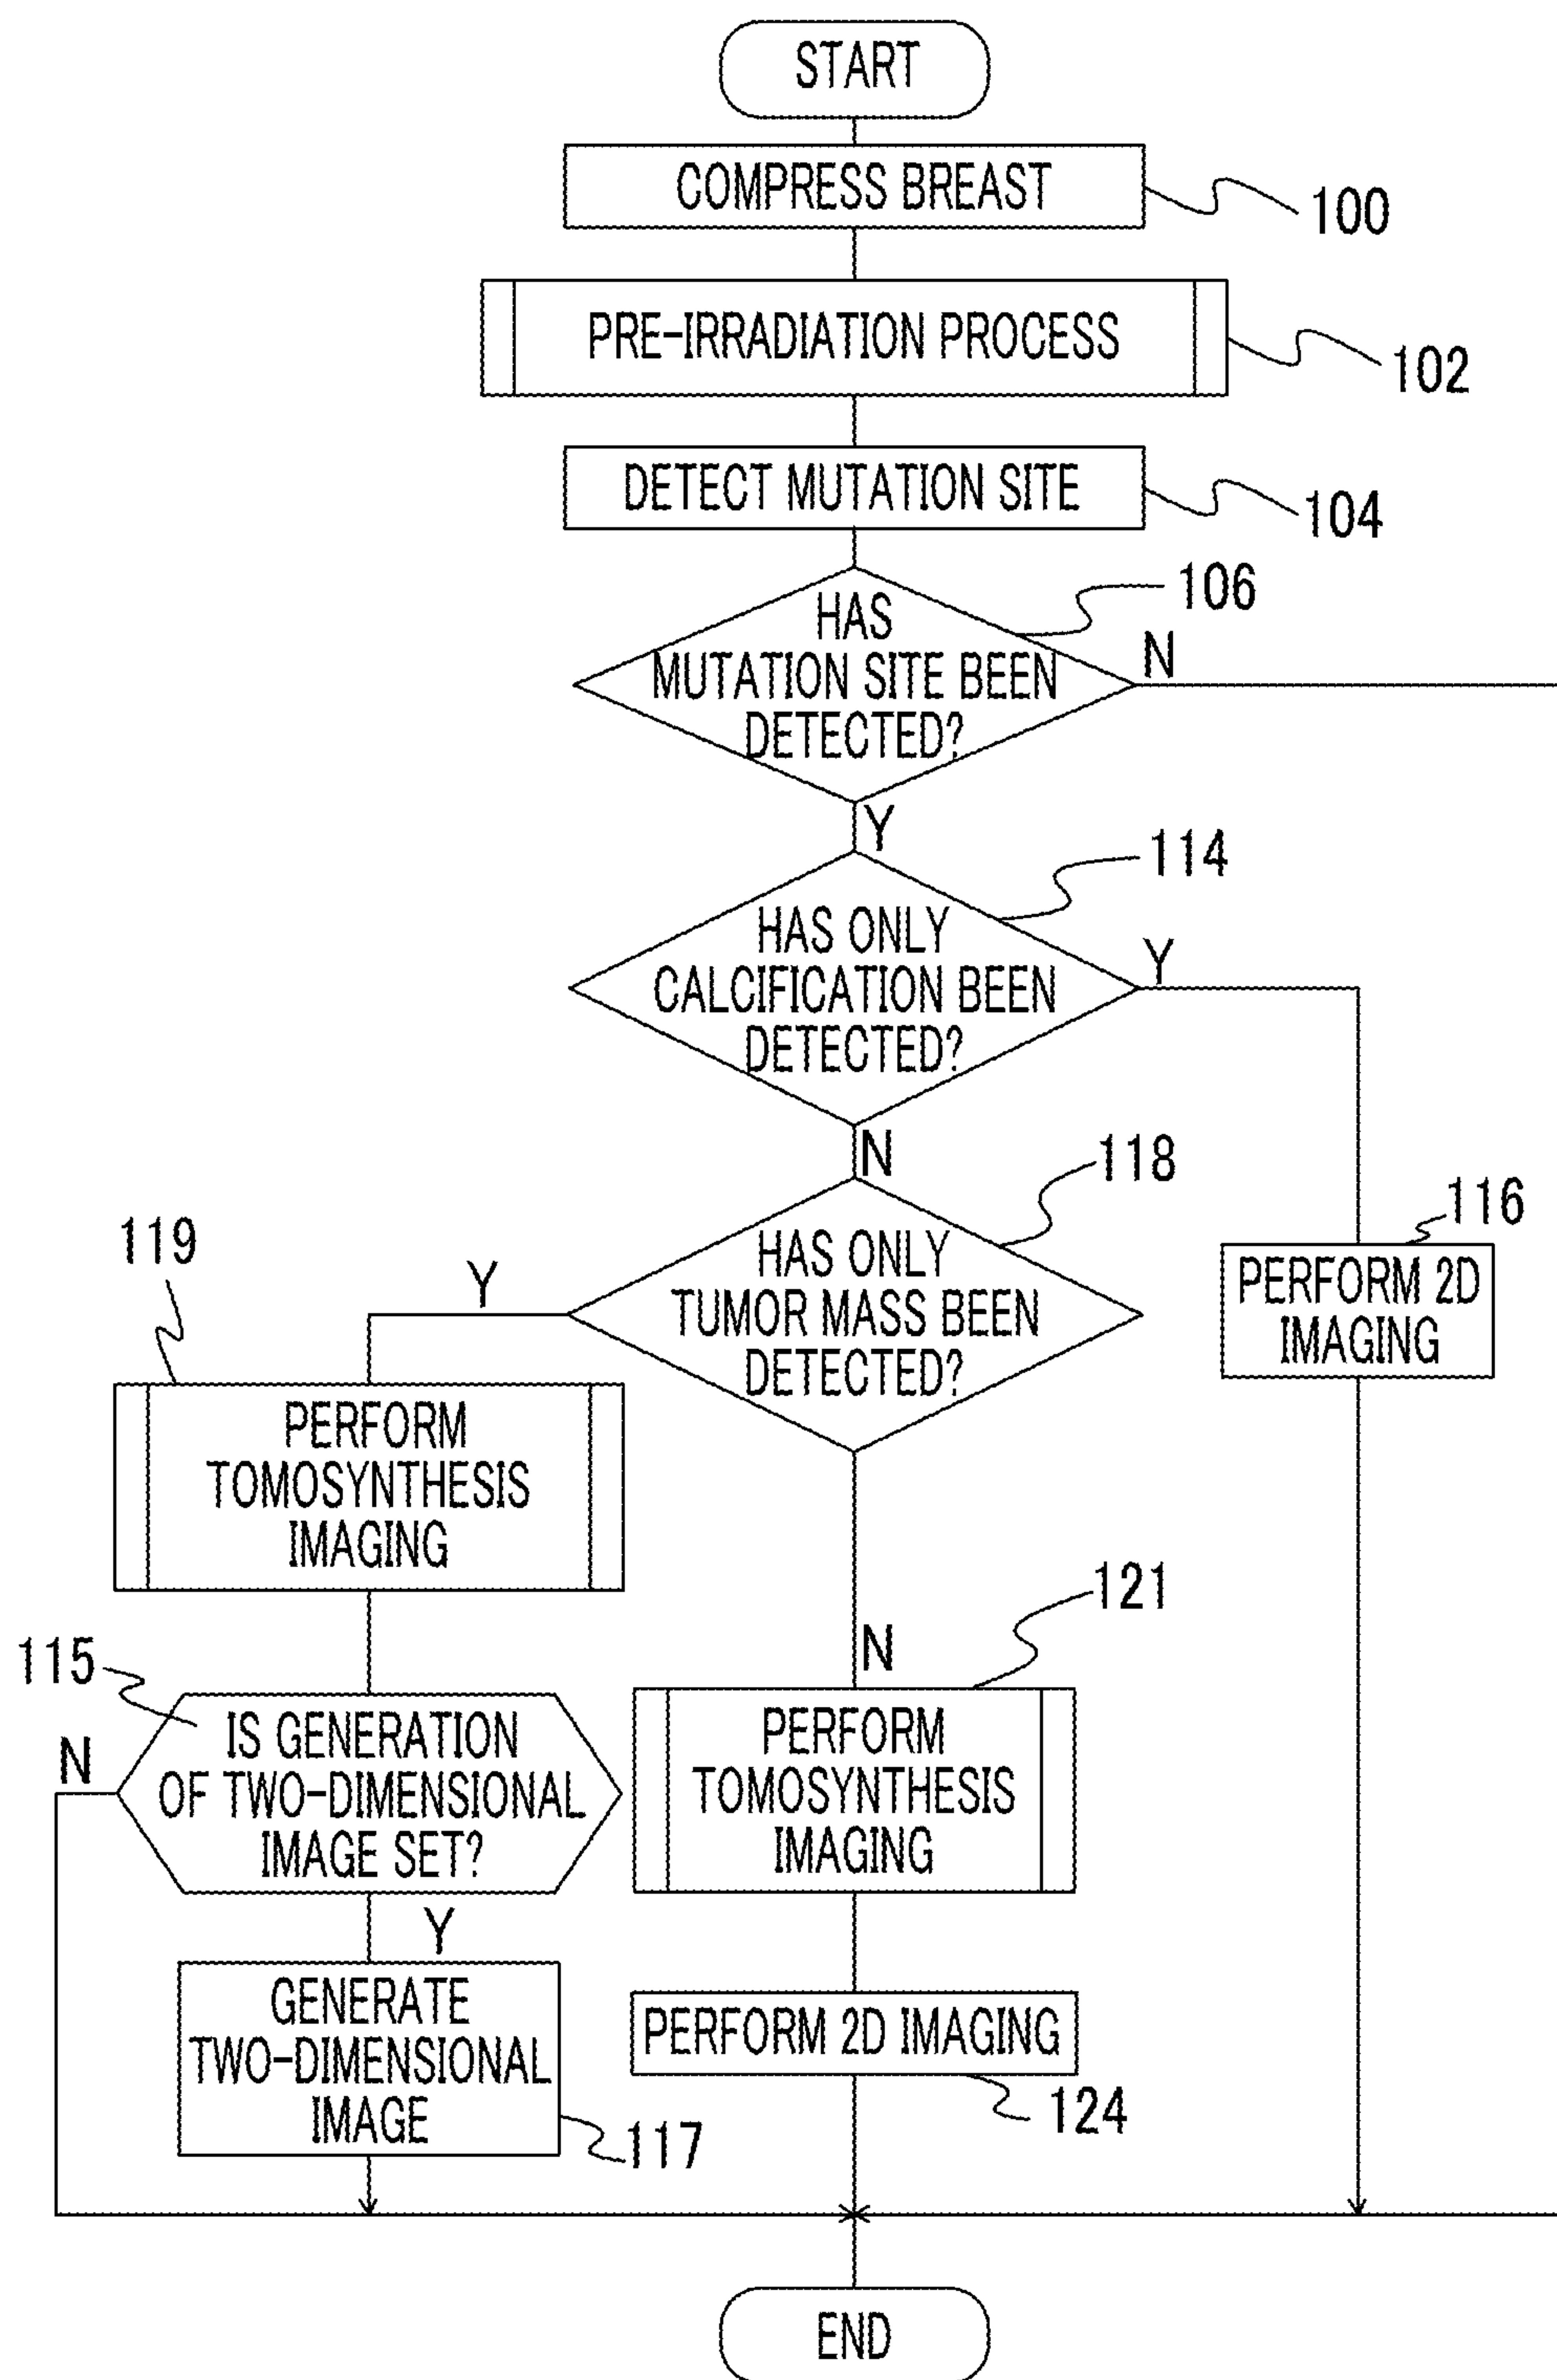 START
COMPRESS BREAST
100
PRE-IRRADIATION PROCESS
102
DETECT MUTATION SITE
104
106
HAS
MUTATION SITE BEEN
DETECTED?
N
Y
114
HAS ONLY
CALCIFICATION BEEN
DETECTED?
Y
N
118
116
119
HAS ONLY
TUMOR MASS BEEN
DETECTED?
Y
PERFORM 2D
IMAGING
PERFORM
TOMOSYNTHESIS
IMAGING
121
N
115
IS GENERATION
OF TWO-DIMENSIONAL
IMAGE SET?
N
PERFORM
TOMOSYNTHESIS
IMAGING
Y
GENERATE
TWO-DIMENSIONAL
IMAGE
117
PERFORM 2D IMAGING
124
END